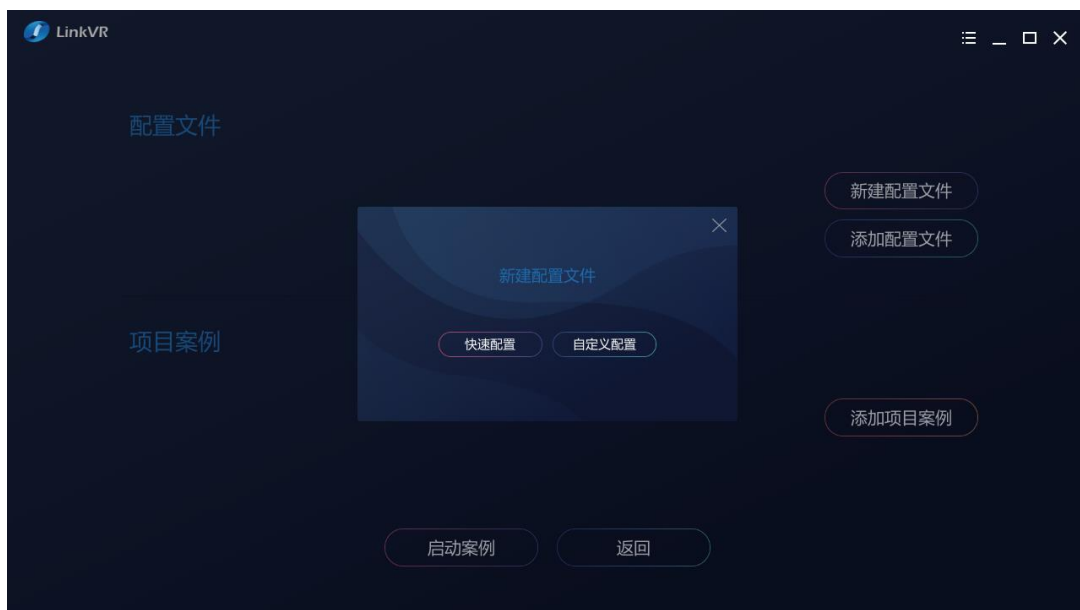 LinkVR
配置文件
新建配置文件
添加配置文件
新建配置文件
快速配置 自定义配置
项目案例
添加项目案例
启动案例 返回